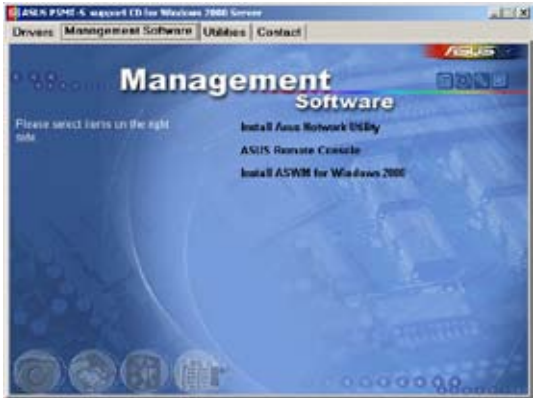 ASUS P5MT-S support CD for Windows 2000 Server
Drivers Management Software Utilities Contact
ASUS
Management
Software
Please select items on the right
side.
Install Asus Network Utility
ASUS Remote Console
Install ASWM for Windows 2000